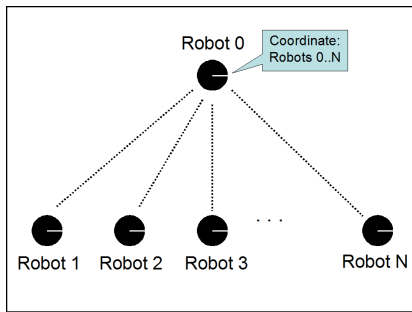 Robot 0
Coordinate:
Robots 0..N
. . .
Robot 1
Robot 2
Robot 3
Robot N